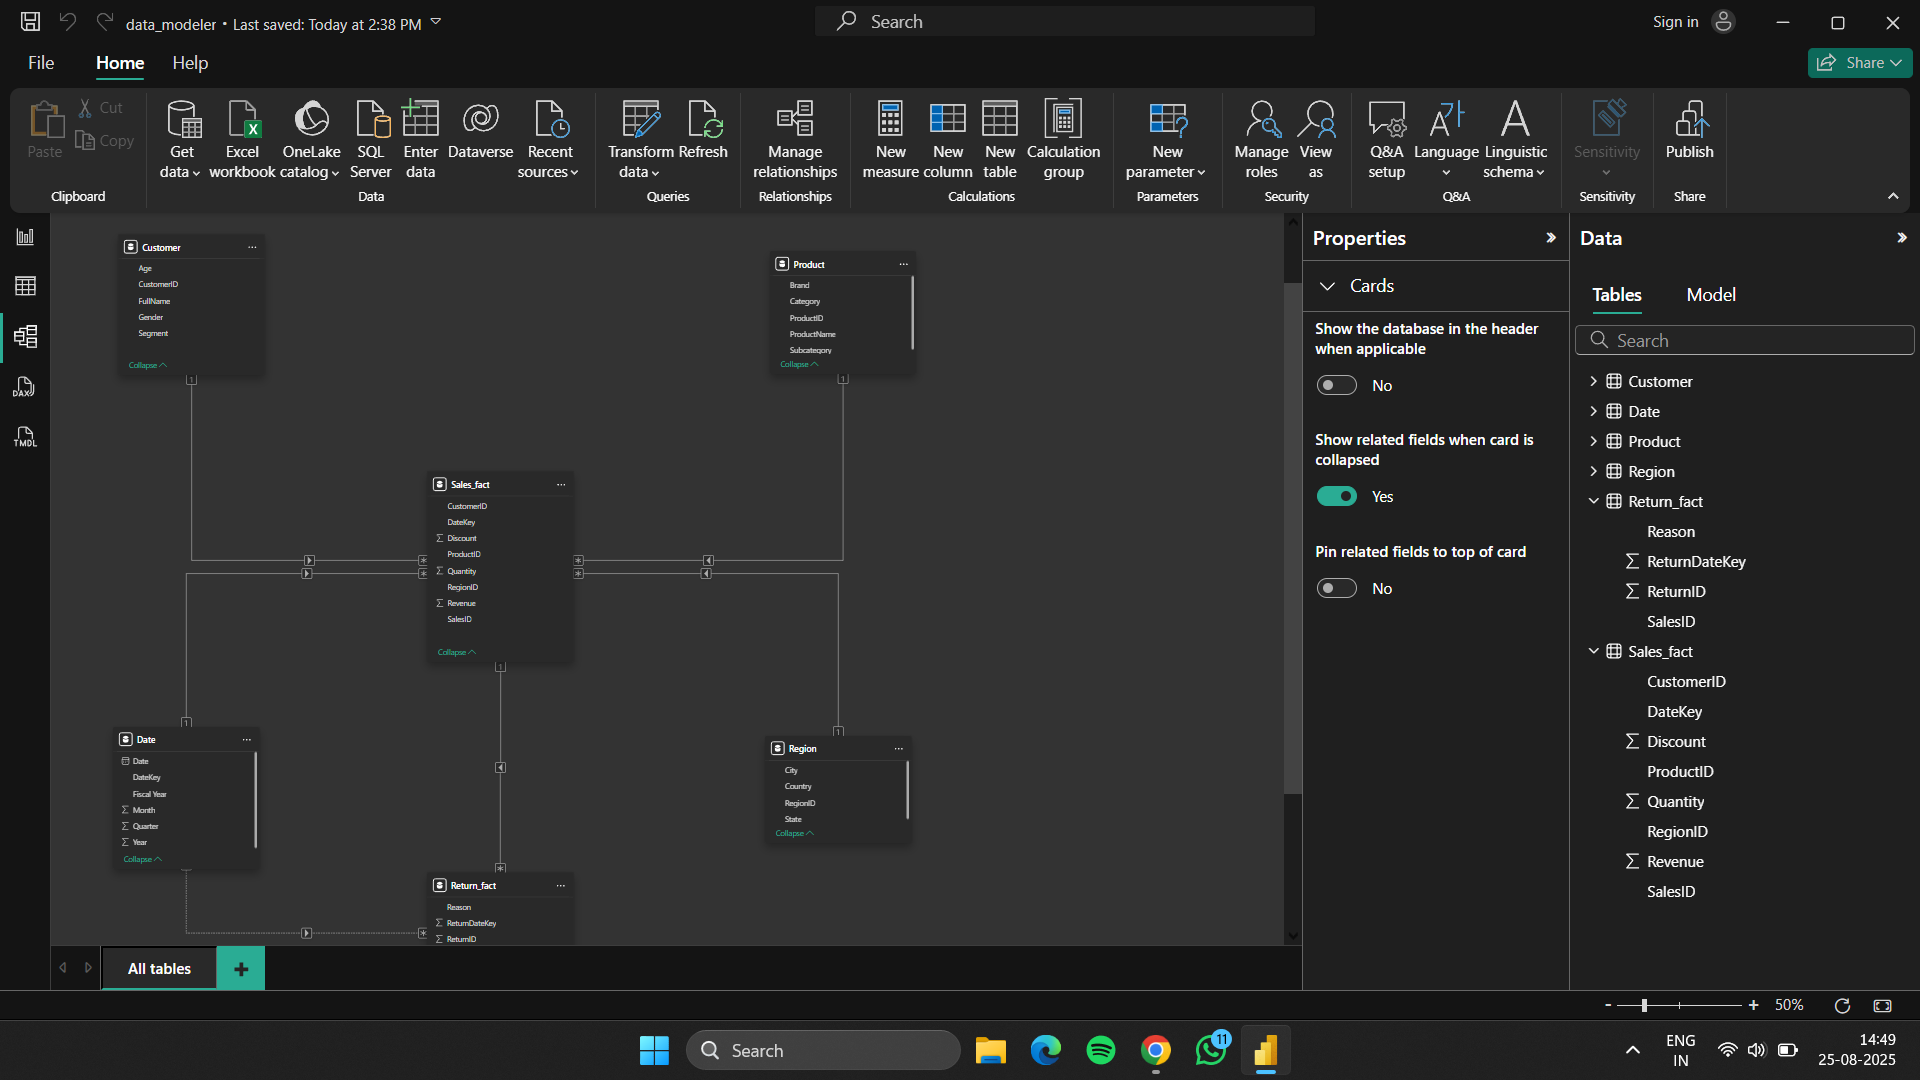 data_modeler • Last saved: Today at 2:38 PM
Search
Sign in
File
Home
Help
Share
Paste
Cut
Copy
Clipboard
Get data
Excel workbook
OneLake catalog
SQL Server
Enter data
Dataverse
Recent sources
Data
Transform data
Refresh
Queries
Manage relationships
Relationships
New measure
New column
New table
Calculation group
Calculations
New parameter
Parameters
Manage roles
View as
Security
Q&A setup
Language
Linguistic schema
Q&A
Sensitivity
Sensitivity
Publish
Share
DAX
TMDL
Customer
Age
CustomerID
FullName
Gender
Segment
Collapse
1
Product
Brand
Category
ProductID
ProductName
Subcategory
Collapse
1
Sales_fact
CustomerID
DateKey
Σ Discount
ProductID
Σ Quantity
RegionID
Σ Revenue
SalesID
Collapse
*
*
*
*
1
1
Date
Date
DateKey
Fiscal Year
Σ Month
Σ Quarter
Σ Year
Collapse
1
Region
City
Country
RegionID
State
Collapse
*
Return_fact
Reason
Σ ReturnDateKey
Σ ReturnID
*
All tables
+
Properties
Cards
Show the database in the header
when applicable
No
Show related fields when card is
collapsed
Yes
Pin related fields to top of card
No
Data
Tables
Model
Search
Customer
Date
Product
Region
Return_fact
Reason
Σ ReturnDateKey
Σ ReturnID
SalesID
Sales_fact
CustomerID
DateKey
Σ Discount
ProductID
Σ Quantity
RegionID
Σ Revenue
SalesID
- + 50%
Search
11
ENG
IN
14:49
25-08-2025